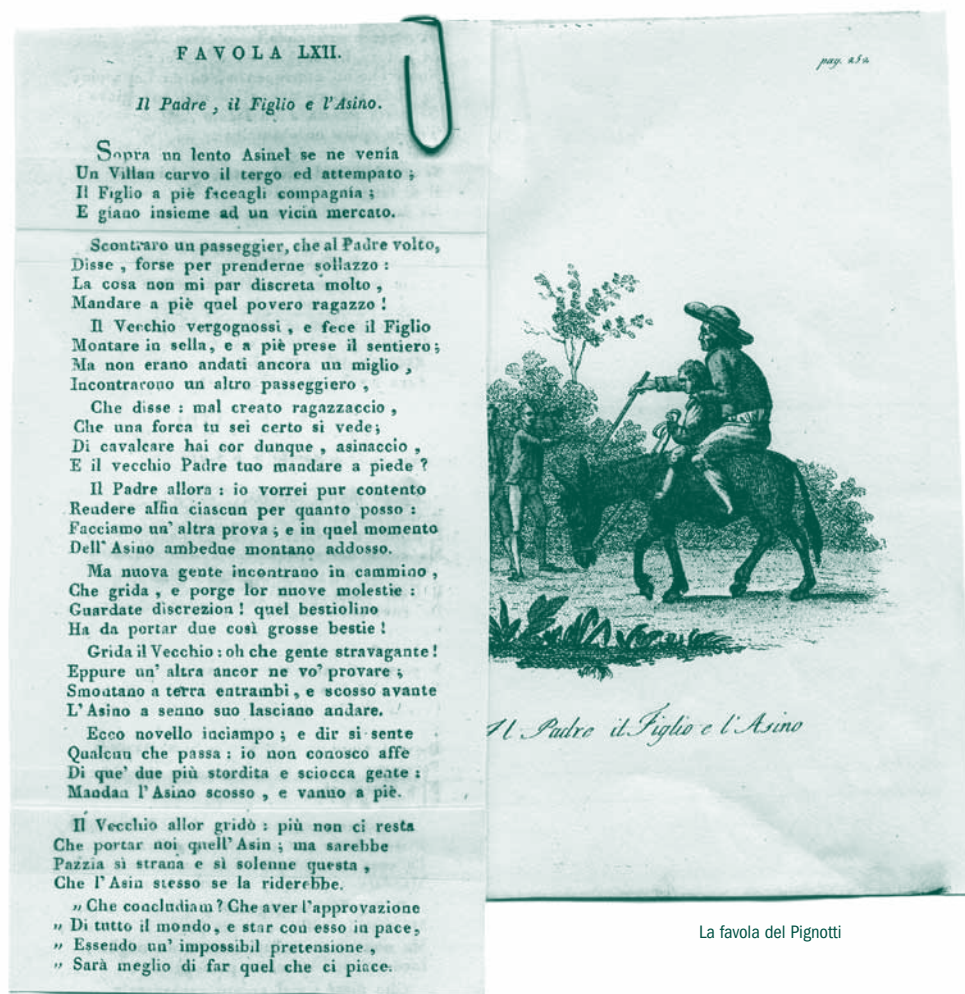 FAVOLA LXII.
Il Padre, il Figlio e l'Asino.
Sopra un lento Asinel se ne venía
Un Villan curvo il tergo ed attempato ;
Il Figlio a piè faceagli compagnía ;
E giano insieme ad un vicin mercato.
Scontraro un passeggier, che al Padre volto,
Disse , forse per prenderne sollazzo :
La cosa non mi par discreta molto ,
Mandare a piè quel povero ragazzo !
Il Vecchio vergognossi , e fece il Figlio
Montare in sella, e a piè prese il sentiero ;
Ma non erano andati ancora un miglio ,
Incontrarono un altro passeggiero ,
Che disse : mal creato ragazzaccio ,
Che una forca tu sei certo si vede;
Di cavalcare hai cor dunque , asinaccio ,
E il vecchio Padre tuo mandare a piede ?
Il Padre allora : io vorrei pur contento
Rendere alfin ciascun per quanto posso :
Facciamo un' altra prova ; e in quel momento
Dell' Asino ambedue montano addosso.
Ma nuova gente incontrano in cammino ,
Che grida , e porge lor nuove molestie :
Guardate discrezion ! quel bestiolino
Ha da portar due così grosse bestie !
Grida il Vecchio : oh che gente stravagante !
Eppure un' altra ancor ne vo' provare ;
Smontano a terra entrambi , e scosso avante
L' Asino a senno suo lasciano andare.
Ecco novello inciampo ; e dir si sente
Qualcun che passa : io non conosco affè
Di que' due più stordita e sciocca gente :
Mandan l'Asino scosso , e vanno a piè.
Il Vecchio allor gridò : più non ci resta
Che portar noi quell' Asin ; ma sarebbe
Pazzia sì strana e sì solenne questa ,
Che l' Asin stesso se la riderebbe.
„ Che concludiam ? Che aver l'approvazione
„ Di tutto il mondo, e star con esso in pace,
„ Essendo un' impossibil pretensione ,
„ Sarà meglio di far quel che ci piace.
pag. 252
Il Padre il Figlio e l'Asino
La favola del Pignotti